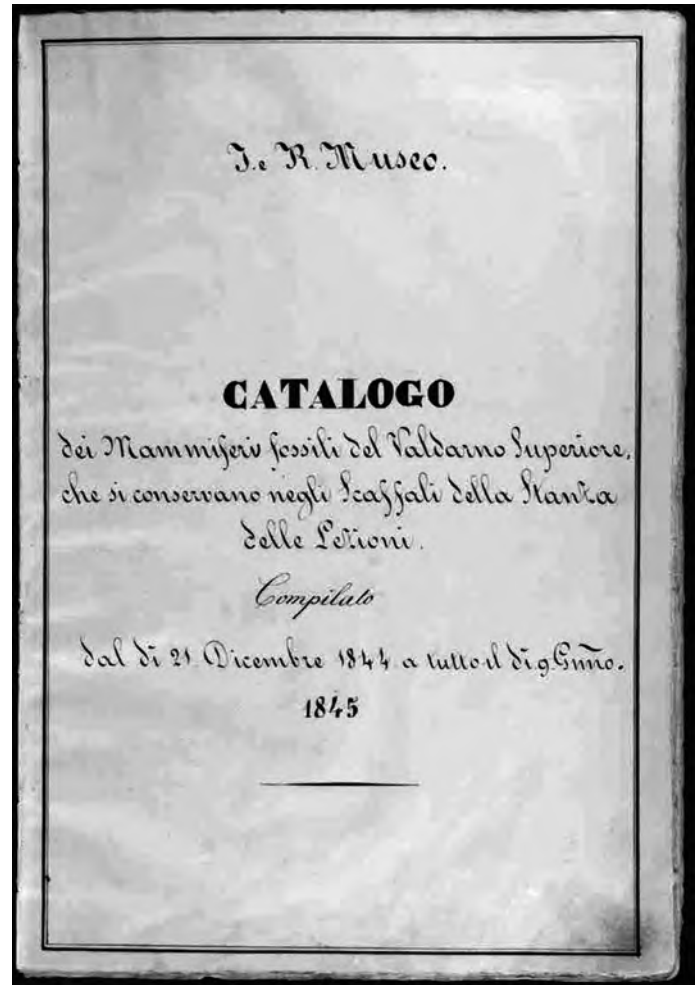 I. e R. Museo.
CATALOGO
dei Mammiferi fossili del Valdarno Superiore,
che si conservano negli Scaffali della Stanza
delle Lezioni.
Compilato
dal dì 21 Dicembre 1844 a tutto il dì 9 Gnño.
1845